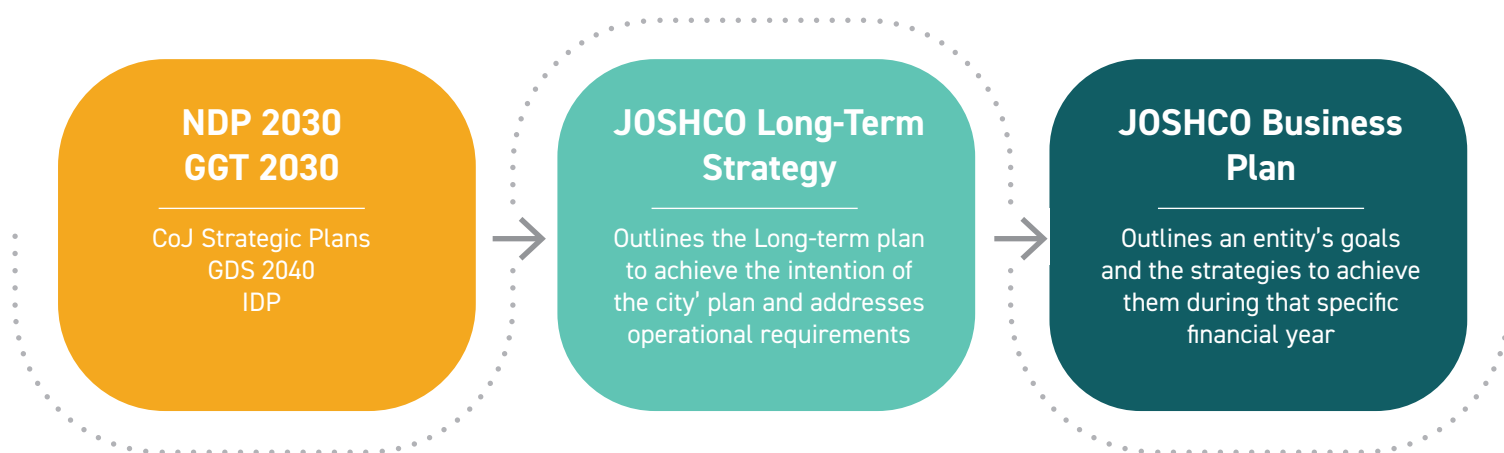 NDP 2030
GGT 2030
CoJ Strategic Plans
GDS 2040
IDP
JOSHCO Long-Term
Strategy
Outlines the Long-term plan
to achieve the intention of
the city’ plan and addresses
operational requirements
JOSHCO Business
Plan
Outlines an entity’s goals
and the strategies to achieve
them during that specific
financial year